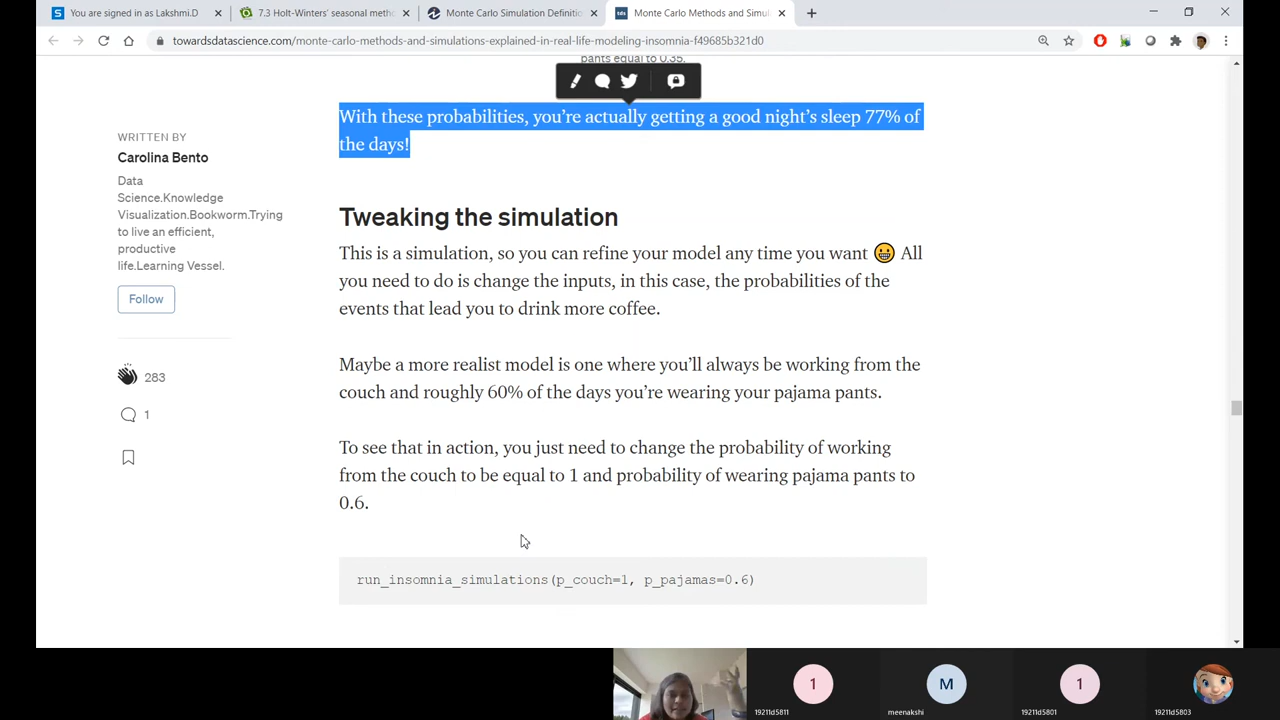 You are signed in as Lakshmi.D
7.3 Holt-Winters' seasonal meth
Monte Carlo Simulation Definition
Monte Carlo Methods and Simul
towardsdatascience.com/monte-carlo-methods-and-simulations-explained-in-real-life-modeling-insomnia-f49685b321d0
pants equal to 0.35.
With these probabilities, you're actually getting a good night's sleep 77% of
the days!
WRITTEN BY
Carolina Bento
Data
Science.Knowledge
Visualization.Bookworm.Trying
to live an efficient,
productive
life.Learning Vessel.
Follow
283
1
Tweaking the simulation
This is a simulation, so you can refine your model any time you want 😀 All
you need to do is change the inputs, in this case, the probabilities of the
events that lead you to drink more coffee.
Maybe a more realist model is one where you'll always be working from the
couch and roughly 60% of the days you're wearing your pajama pants.
To see that in action, you just need to change the probability of working
from the couch to be equal to 1 and probability of wearing pajama pants to
0.6.
run_insomnia_simulations(p_couch=1, p_pajamas=0.6)
1
M
1
19211d5811
meenakshi
19211d5801
19211d5803